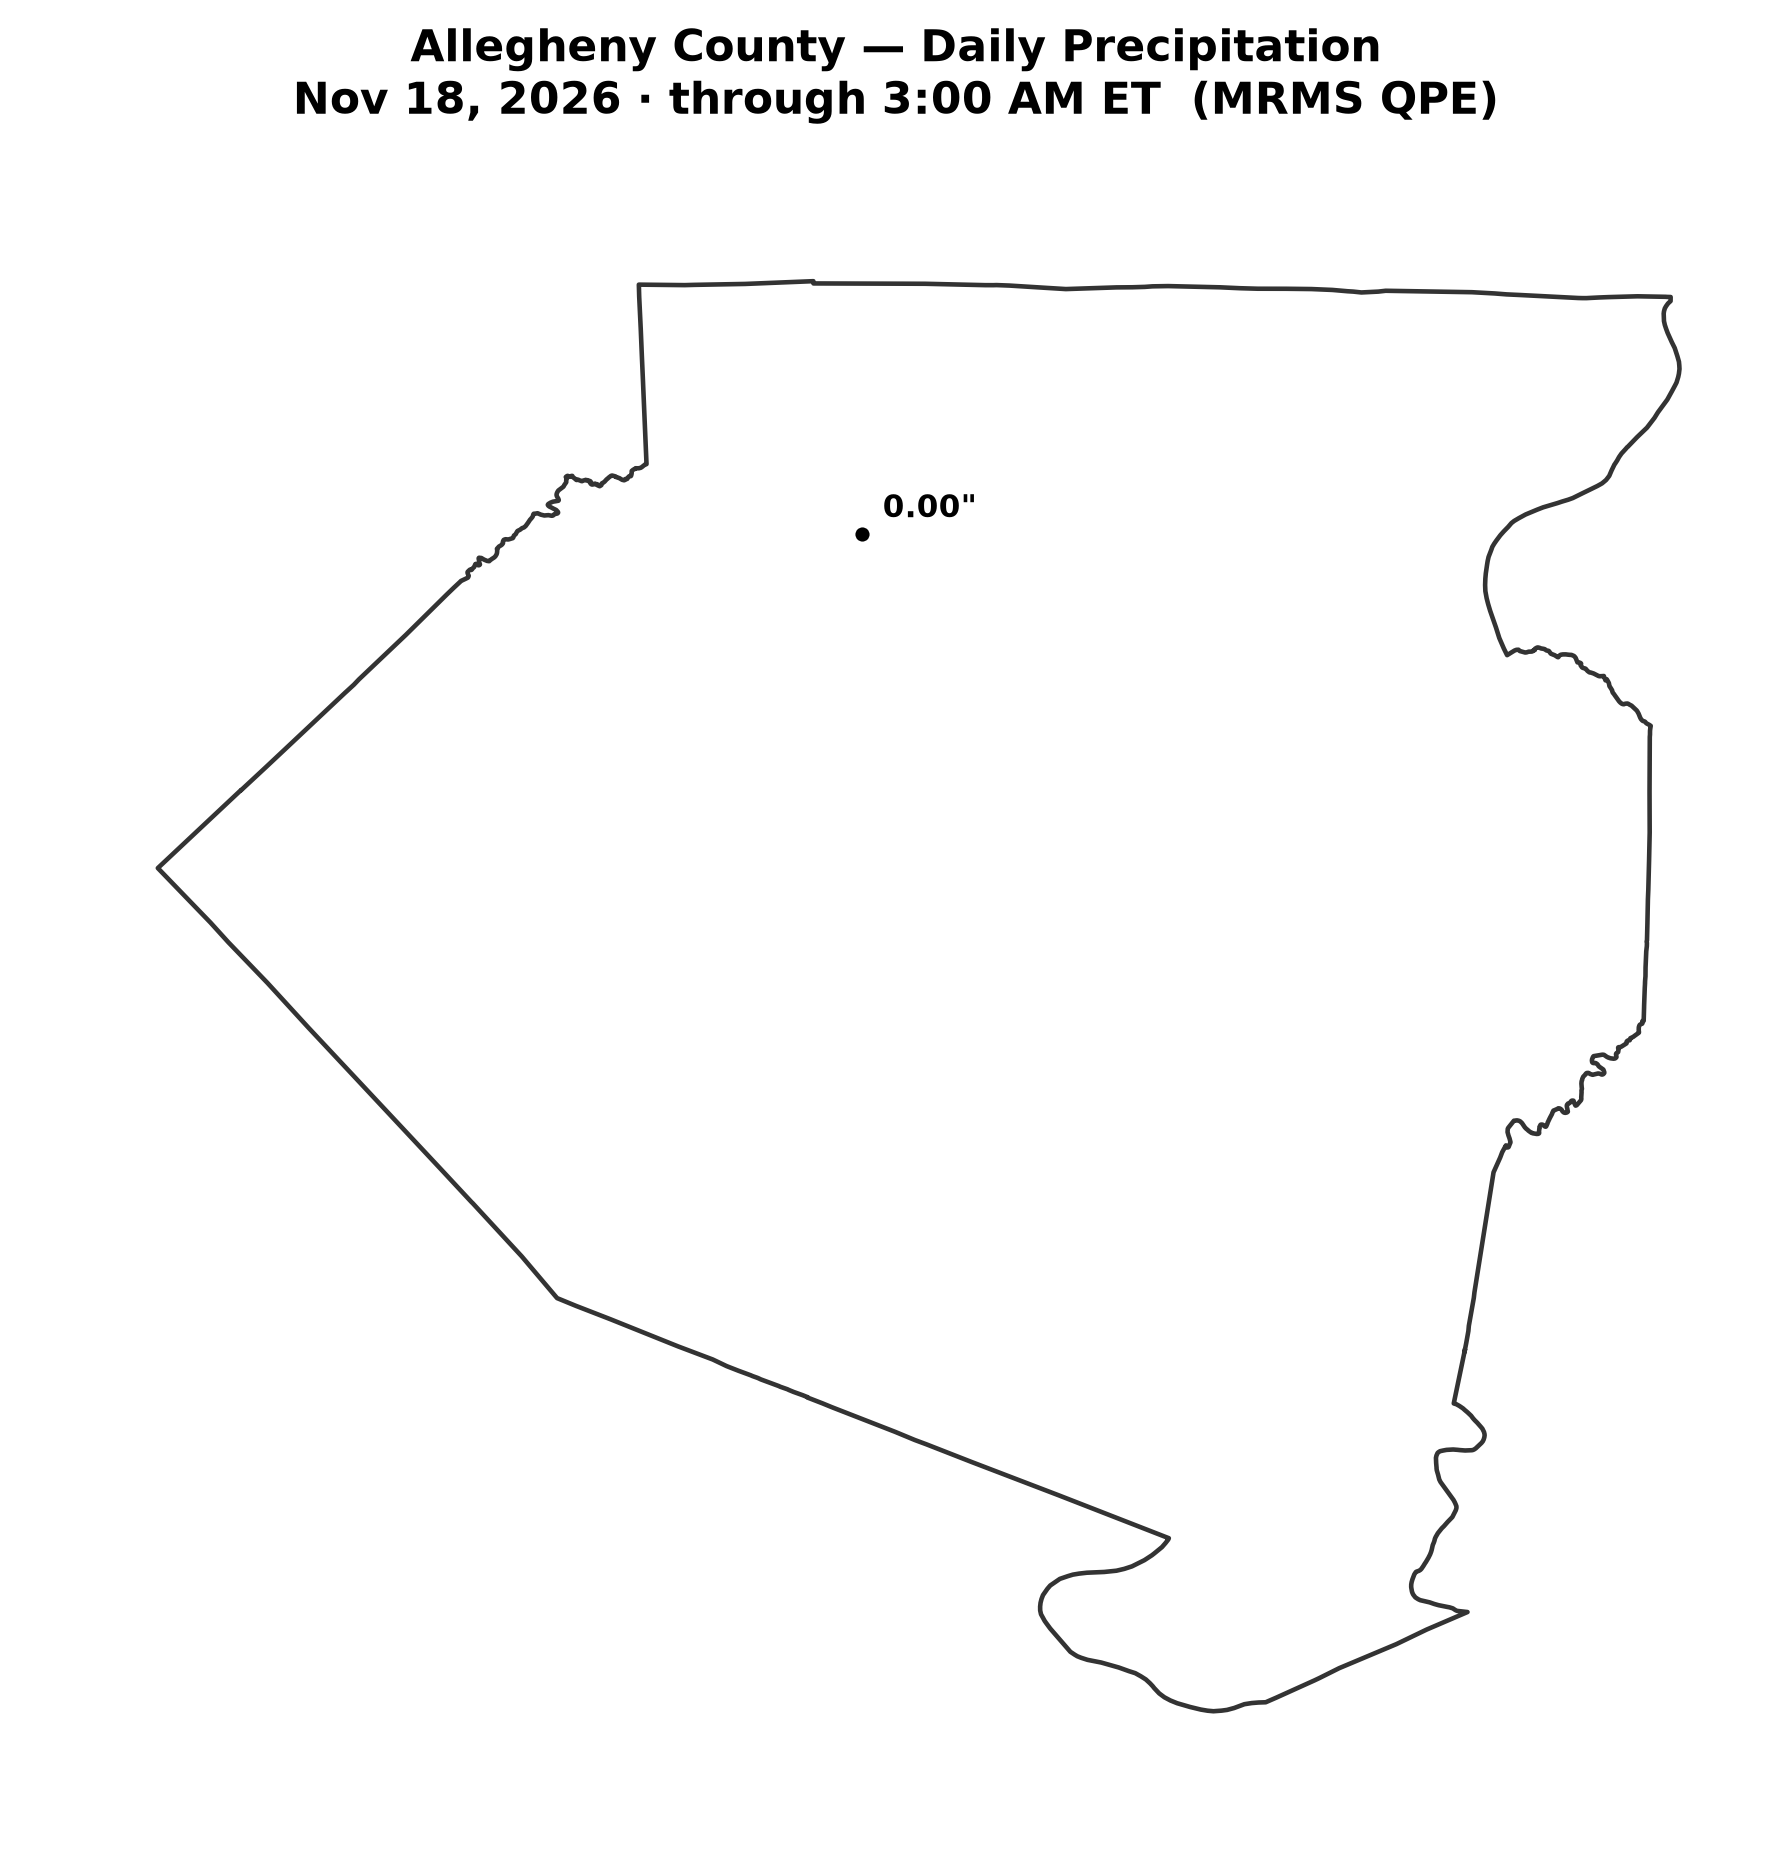 Allegheny County — Daily Precipitation
Nov 18, 2026 · through 3:00 AM ET  (MRMS QPE)
0.00"